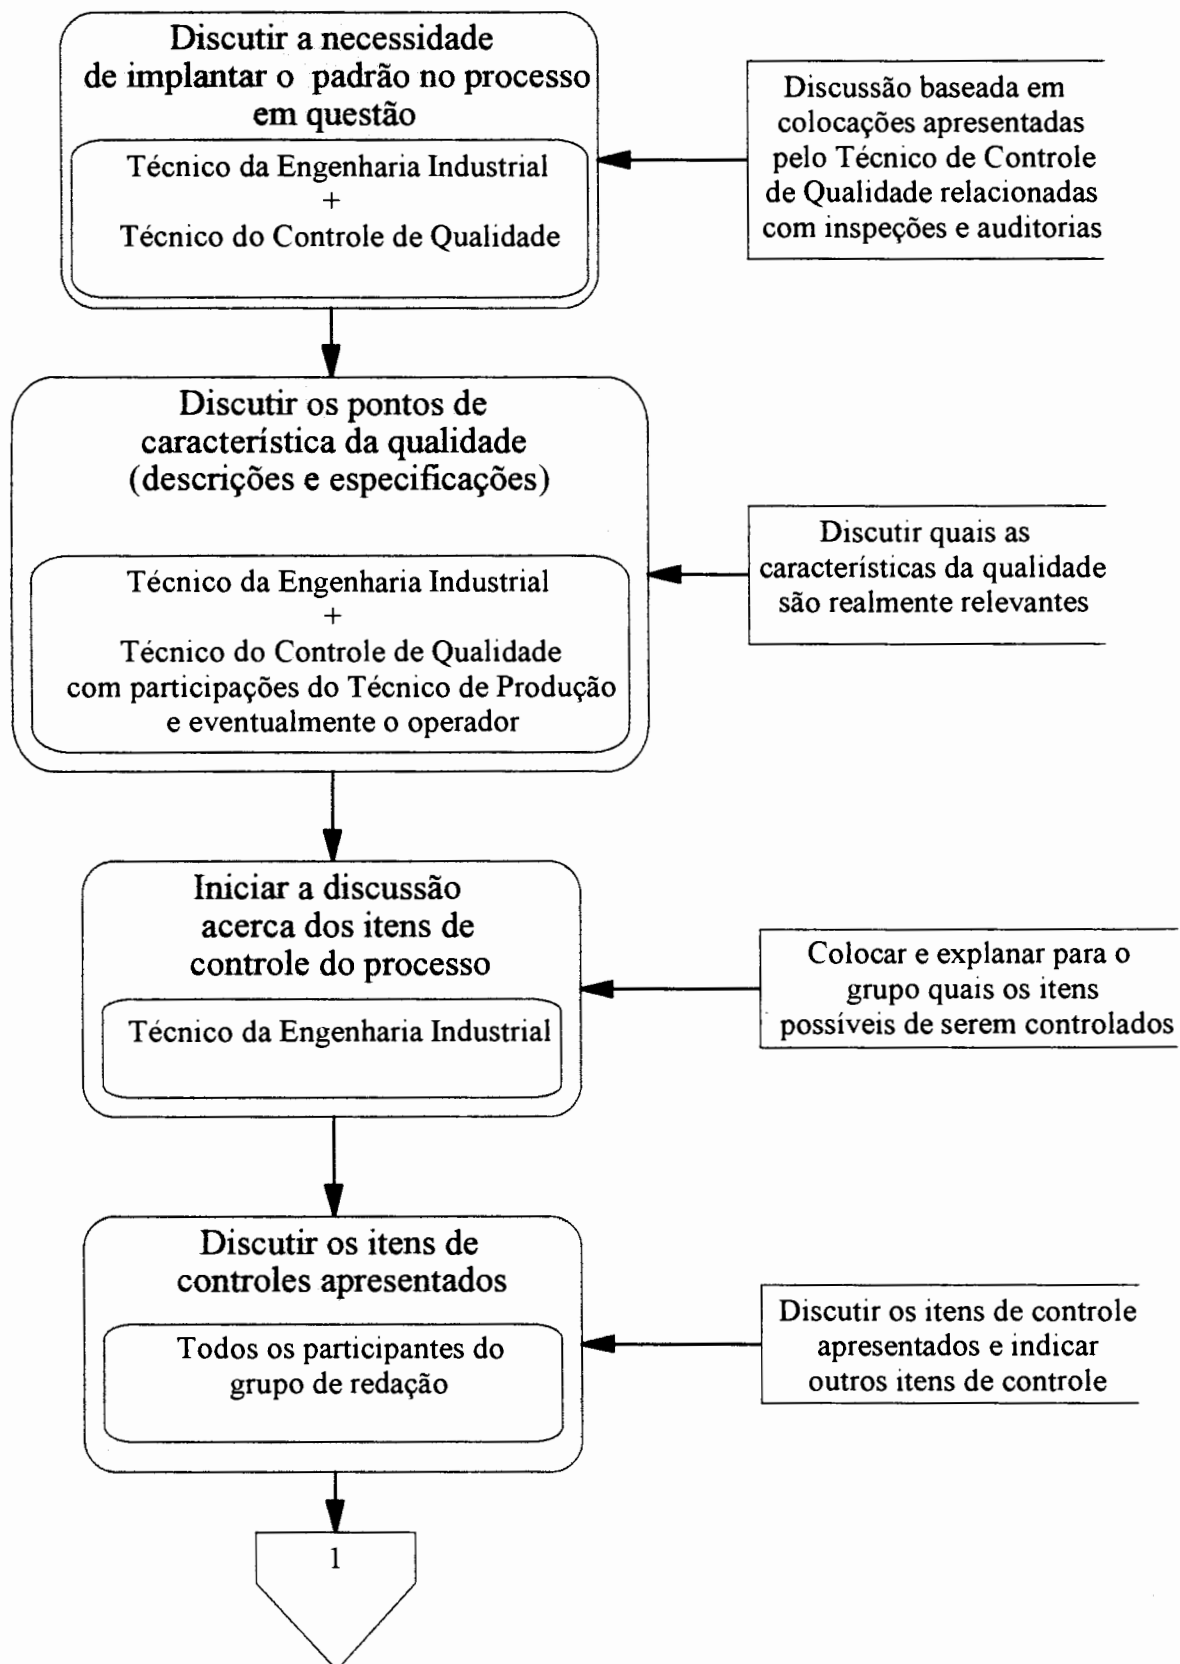 Discutir a necessidade
de implantar o padrão no processo
em questão
Técnico da Engenharia Industrial
+
Técnico do Controle de Qualidade
Discussão baseada em
colocações apresentadas
pelo Técnico de Controle
de Qualidade relacionadas
com inspeções e auditorias
Discutir os pontos de
característica da qualidade
(descrições e especificações)
Técnico da Engenharia Industrial
+
Técnico do Controle de Qualidade
com participações do Técnico de Produção
e eventualmente o operador
Discutir quais as
características da qualidade
são realmente relevantes
Iniciar a discussão
acerca dos itens de
controle do processo
Técnico da Engenharia Industrial
Colocar e explanar para o
grupo quais os itens
possíveis de serem controlados
Discutir os itens de
controles apresentados
Todos os participantes do
grupo de redação
Discutir os itens de controle
apresentados e indicar
outros itens de controle
1